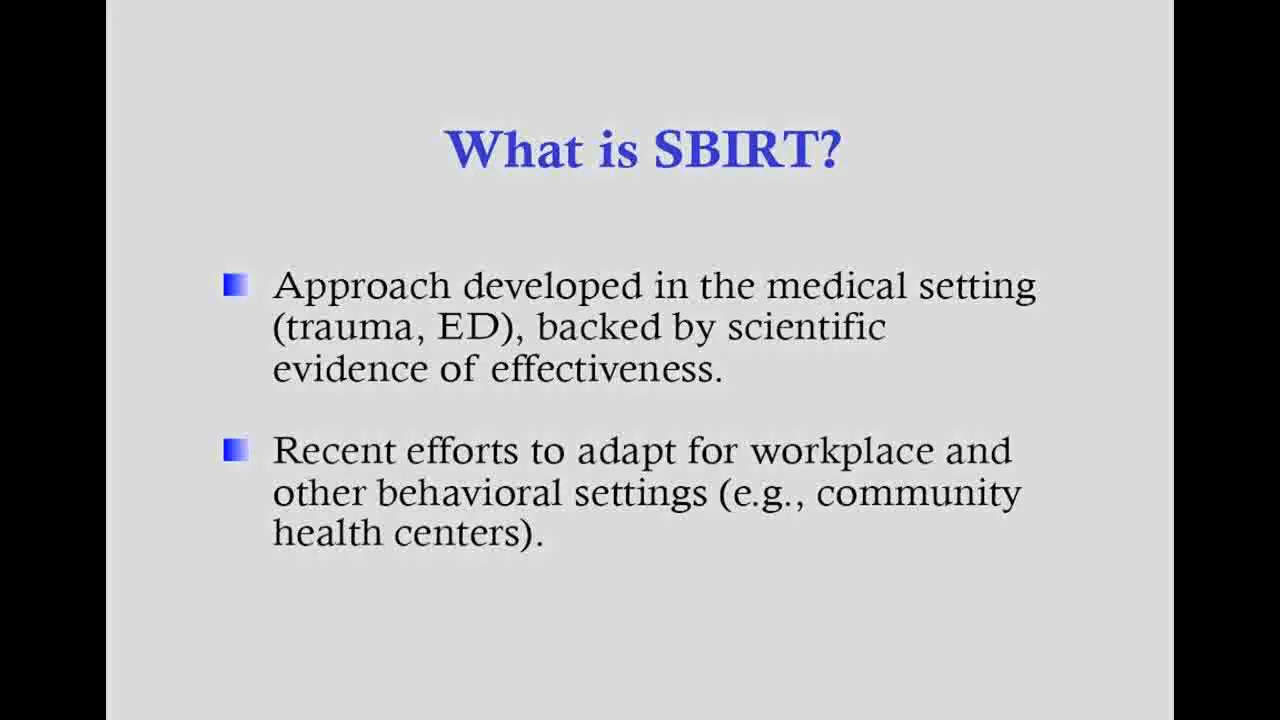 What is SBIRT?
Approach developed in the medical setting
(trauma, ED), backed by scientific
evidence of effectiveness.
Recent efforts to adapt for workplace and
other behavioral settings (e.g., community
health centers).